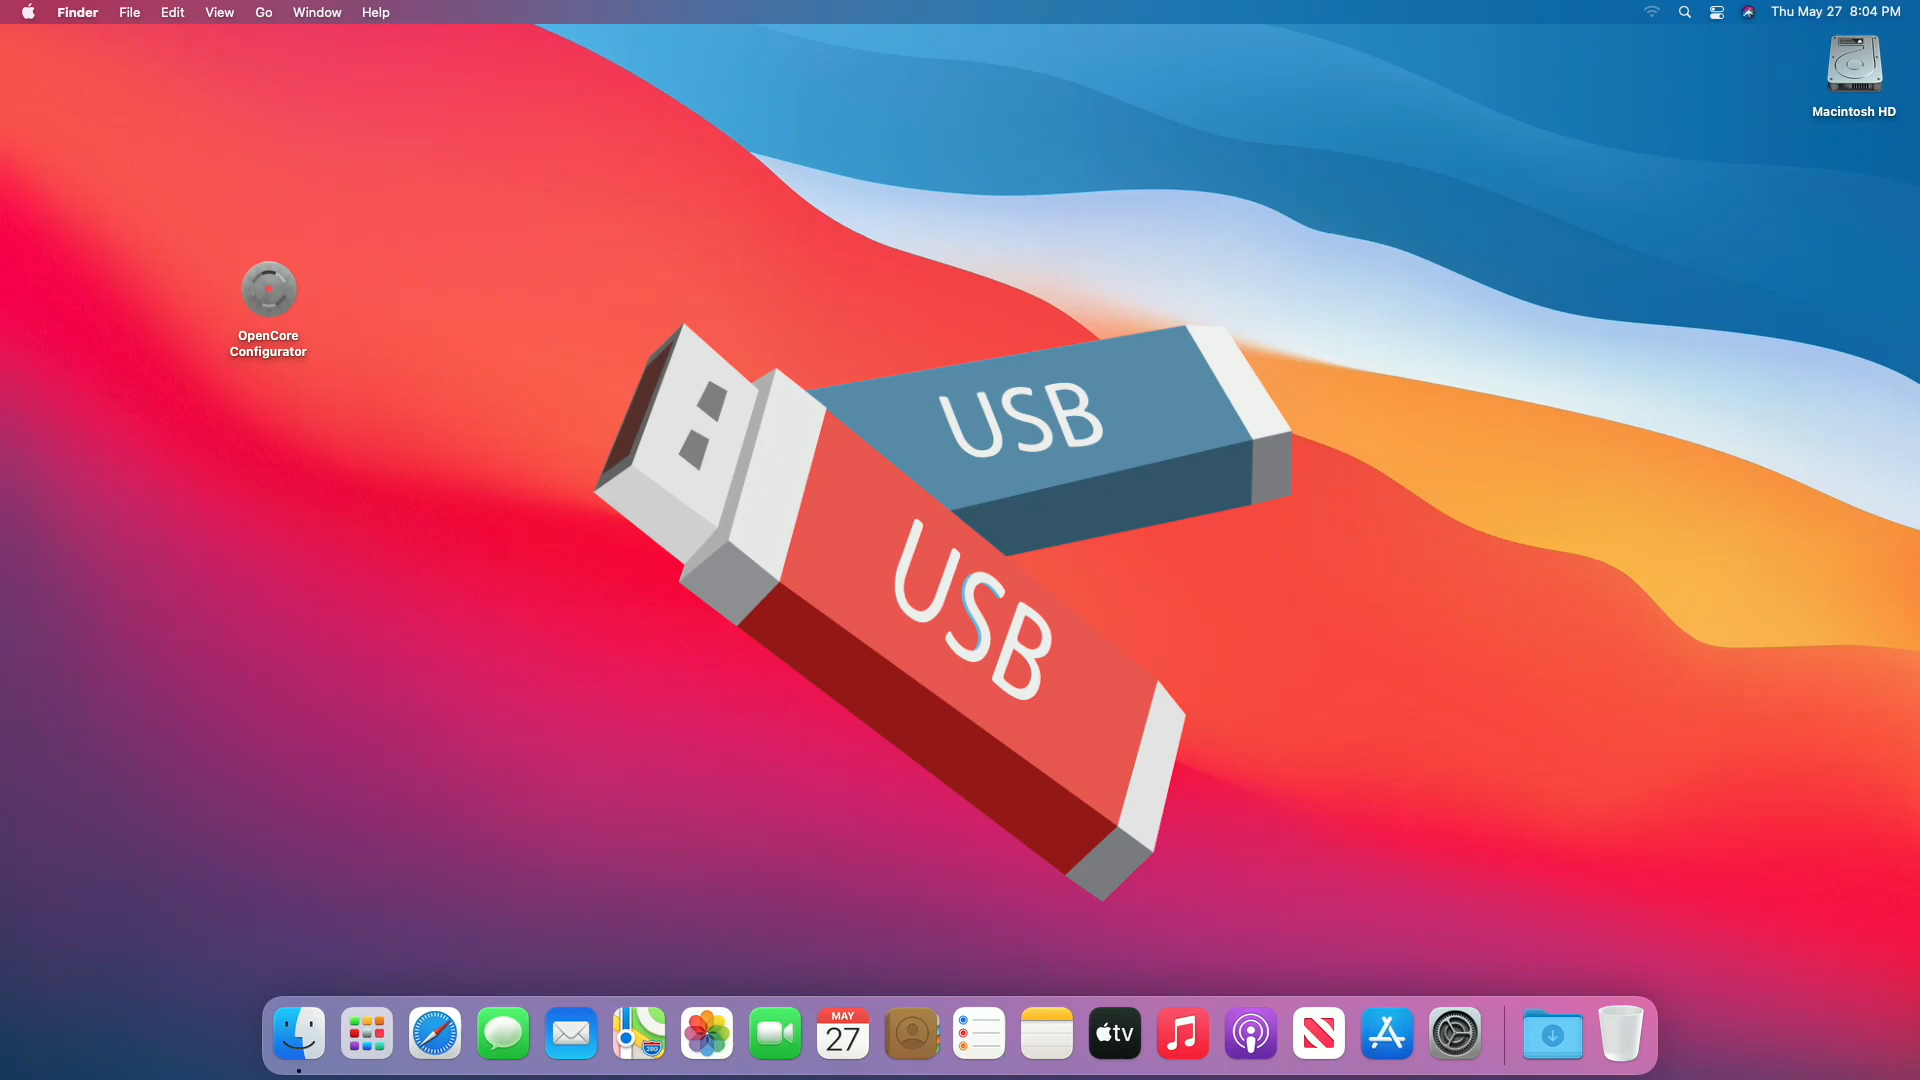 Finder File Edit View Go Window Help
Thu May 27 8:04 PM
Macintosh HD
OpenCore
Configurator
USB
USB
tv
MAY
27
280